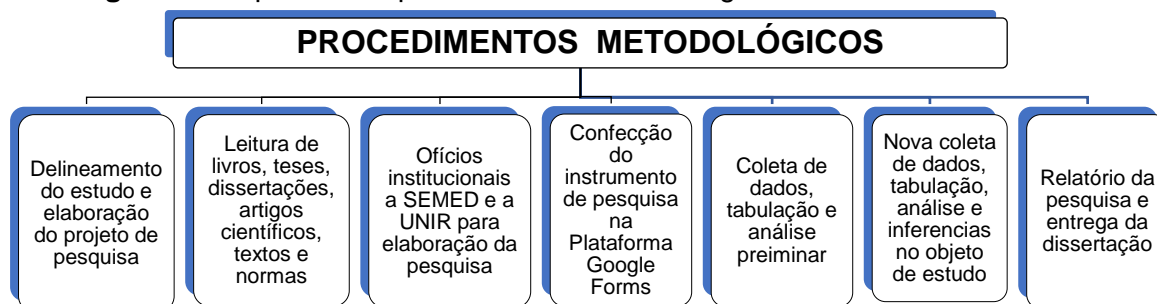 PROCEDIMENTOS METODOLÓGICOS
Delineamento
do estudo e
elaboração
do projeto de
pesquisa
Leitura de
livros, teses,
dissertações,
artigos
científicos,
textos e
normas
Ofícios
institucionais
a SEMED e a
UNIR para
elaboração da
pesquisa
Confecção
do
instrumento
de pesquisa
na
Plataforma
Google
Forms
Coleta de
dados,
tabulação e
análise
preiminar
Nova coleta
de dados,
tabulação,
análise e
inferencias
no objeto
de estudo
Relatório da
pesquisa e
entrega da
dissertação